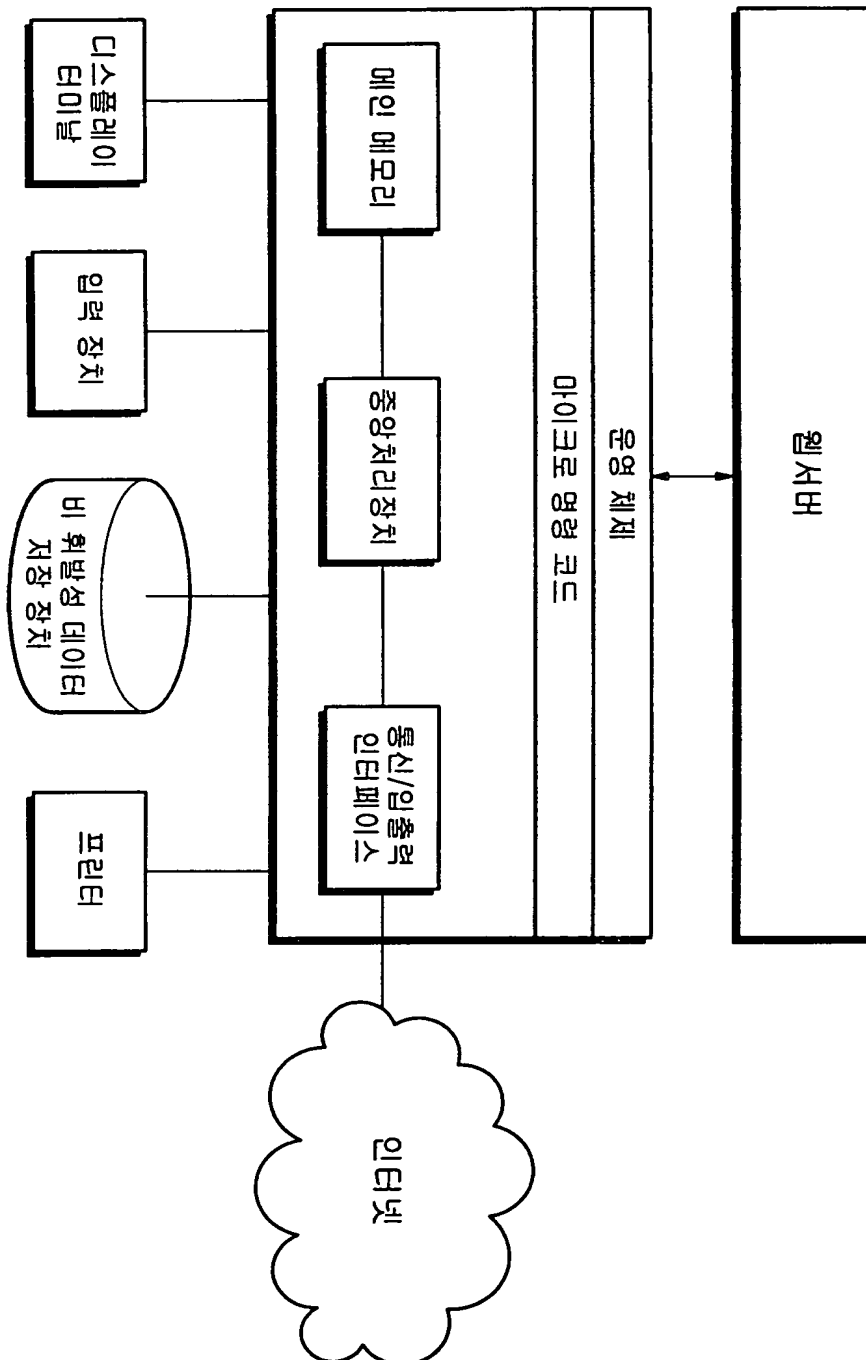 웹서버
운영 체제
마이크로 명령 코드
메인 메모리
중앙처리장치
통신/입출력
인터페이스
인터넷
디스플레이
터미날
입력 장치
비 휘발성 데이터
저장 장치
프린터